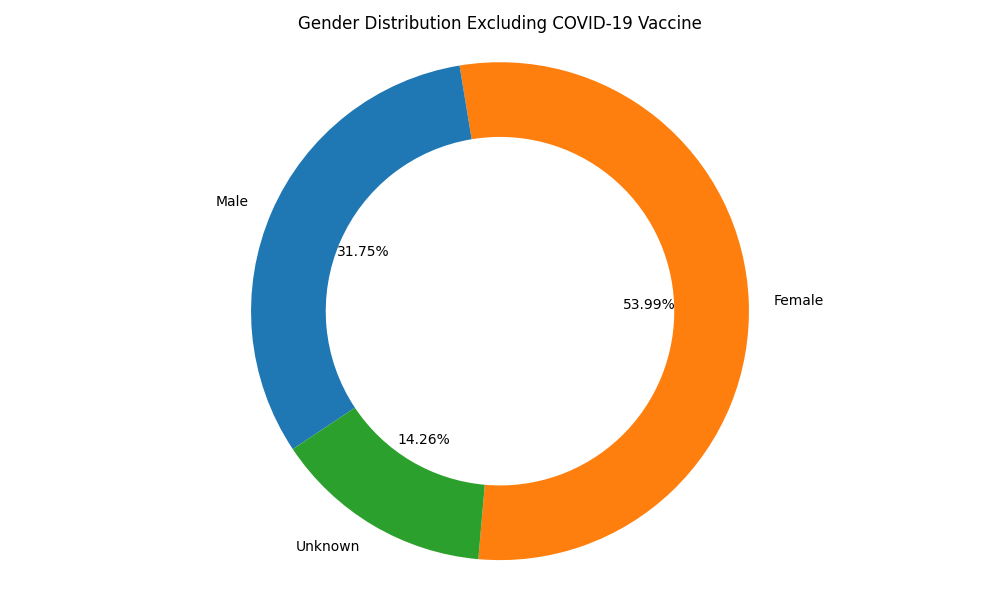 Gender Distribution Excluding COVID-19 Vaccine
Male
31.75%
53.99%
Female
14.26%
Unknown